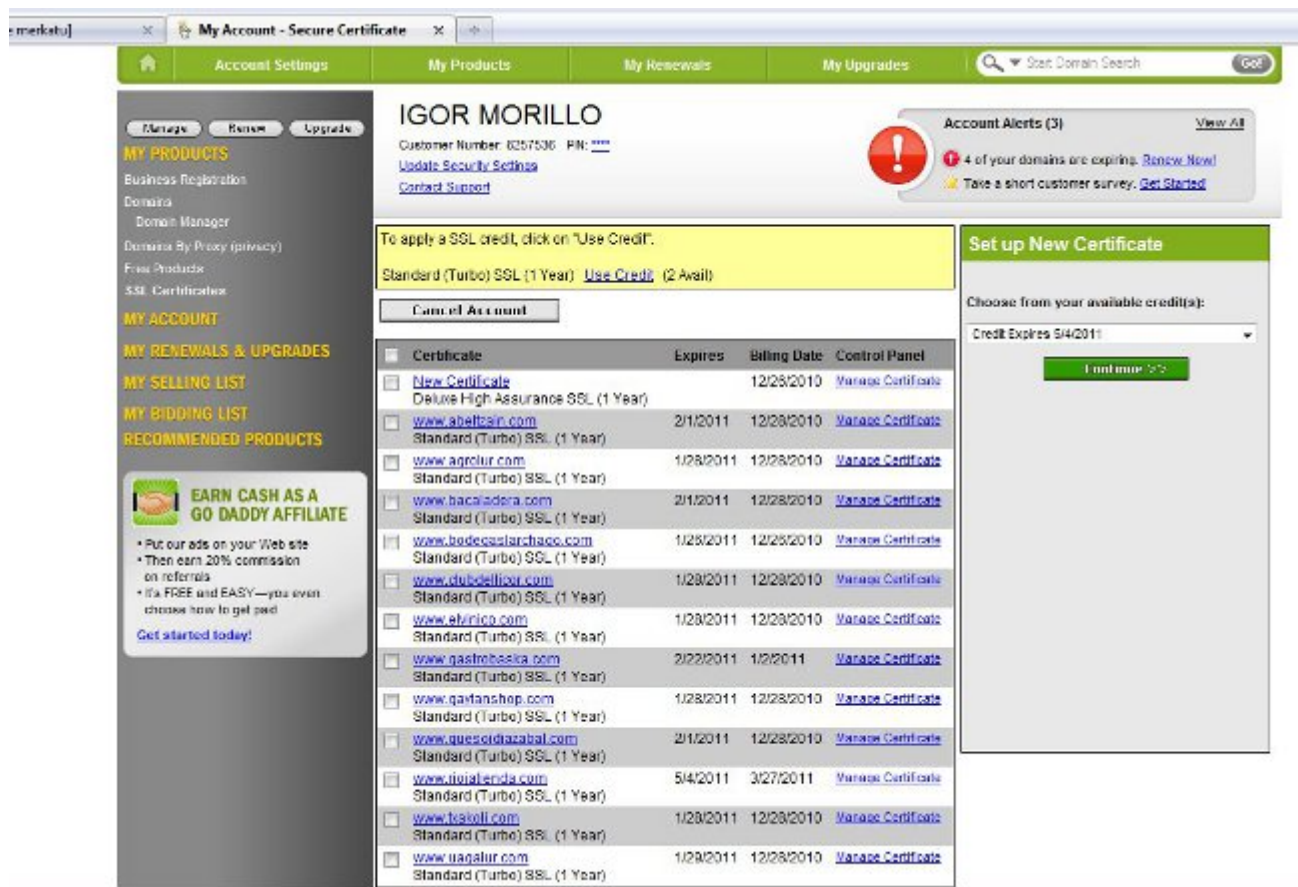 e merkatu]
My Account - Secure Certificate
Account Settings
My Products
My Renewals
My Upgrades
Start Domain Search
Go!
Manage
Renew
Upgrade
MY PRODUCTS
Business Registration
Domains
Domain Manager
Domains By Proxy (privacy)
Free Products
SSL Certificates
MY ACCOUNT
MY RENEWALS & UPGRADES
MY SELLING LIST
MY BIDDING LIST
RECOMMENDED PRODUCTS
EARN CASH AS A
GO DADDY AFFILIATE
• Put our ads on your Web site
• Then earn 20% commission
on referrals
• It's FREE and EASY—you even
choose how to get paid
Get started today!
IGOR MORILLO
Customer Number: 8257536 PIN: ****
Update Security Settings
Contact Support
Account Alerts (3)
View All
4 of your domains are expiring. Renew Now!
Take a short customer survey. Get Started!
To apply a SSL credit, click on "Use Credit".
Standard (Turbo) SSL (1 Year) Use Credit (2 Avail)
Cancel Account
Certificate Expires Billing Date Control Panel
New Certificate 12/26/2010 Manage Certificate
Deluxe High Assurance SSL (1 Year)
www.abeltzain.com 2/1/2011 12/28/2010 Manage Certificate
Standard (Turbo) SSL (1 Year)
www.agrolur.com 1/28/2011 12/28/2010 Manage Certificate
Standard (Turbo) SSL (1 Year)
www.bacaladera.com 2/1/2011 12/28/2010 Manage Certificate
Standard (Turbo) SSL (1 Year)
www.bodegaslarchago.com 1/26/2011 12/26/2010 Manage Certificate
Standard (Turbo) SSL (1 Year)
www.clubdellicor.com 1/28/2011 12/28/2010 Manage Certificate
Standard (Turbo) SSL (1 Year)
www.elvinico.com 1/28/2011 12/28/2010 Manage Certificate
Standard (Turbo) SSL (1 Year)
www.gastrobaska.com 2/22/2011 1/2/2011 Manage Certificate
Standard (Turbo) SSL (1 Year)
www.gaytanshop.com 1/28/2011 12/28/2010 Manage Certificate
Standard (Turbo) SSL (1 Year)
www.quesoidiazabal.com 2/1/2011 12/28/2010 Manage Certificate
Standard (Turbo) SSL (1 Year)
www.riojatienda.com 5/4/2011 3/27/2011 Manage Certificate
Standard (Turbo) SSL (1 Year)
www.txakoli.com 1/28/2011 12/28/2010 Manage Certificate
Standard (Turbo) SSL (1 Year)
www.uagalur.com 1/29/2011 12/28/2010 Manage Certificate
Standard (Turbo) SSL (1 Year)
Set up New Certificate
Choose from your available credit(s):
Credit Expires 5/4/2011
Continue >>